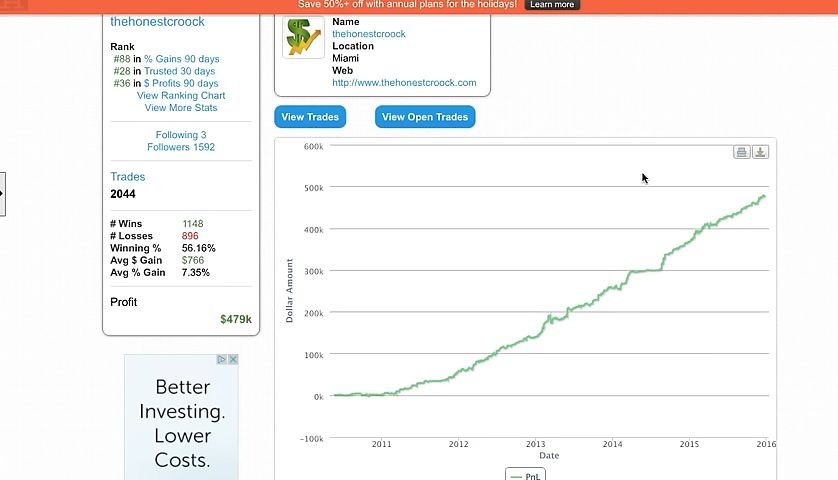 Save 50%+ off with annual plans for the holidays!
Learn more
thehonestcroock
Rank
#88 in % Gains 90 days
#28 in Trusted 30 days
#36 in $ Profits 90 days
View Ranking Chart
View More Stats
Following 3
Followers 1592
Trades
2044
# Wins 1148
# Losses 896
Winning % 56.16%
Avg $ Gain $766
Avg % Gain 7.35%
Profit
$479k
Better
Investing.
Lower
Costs.
Name
thehonestcroock
Location
Miami
Web
http://www.thehonestcroock.com
View Trades
View Open Trades
600k
500k
400k
300k
200k
100k
0k
-100k
Dollar Amount
2011 2012 2013 2014 2015 2016
Date
PnL